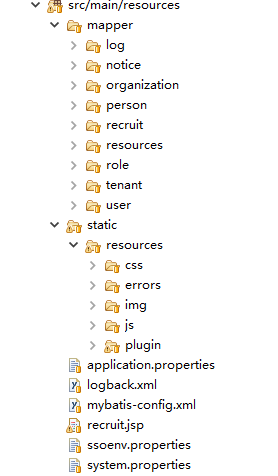 src/main/resources
mapper
log
notice
organization
person
recruit
resources
role
tenant
user
static
resources
css
errors
img
js
plugin
application.properties
logback.xml
mybatis-config.xml
recruit.jsp
ssoenv.properties
system.properties